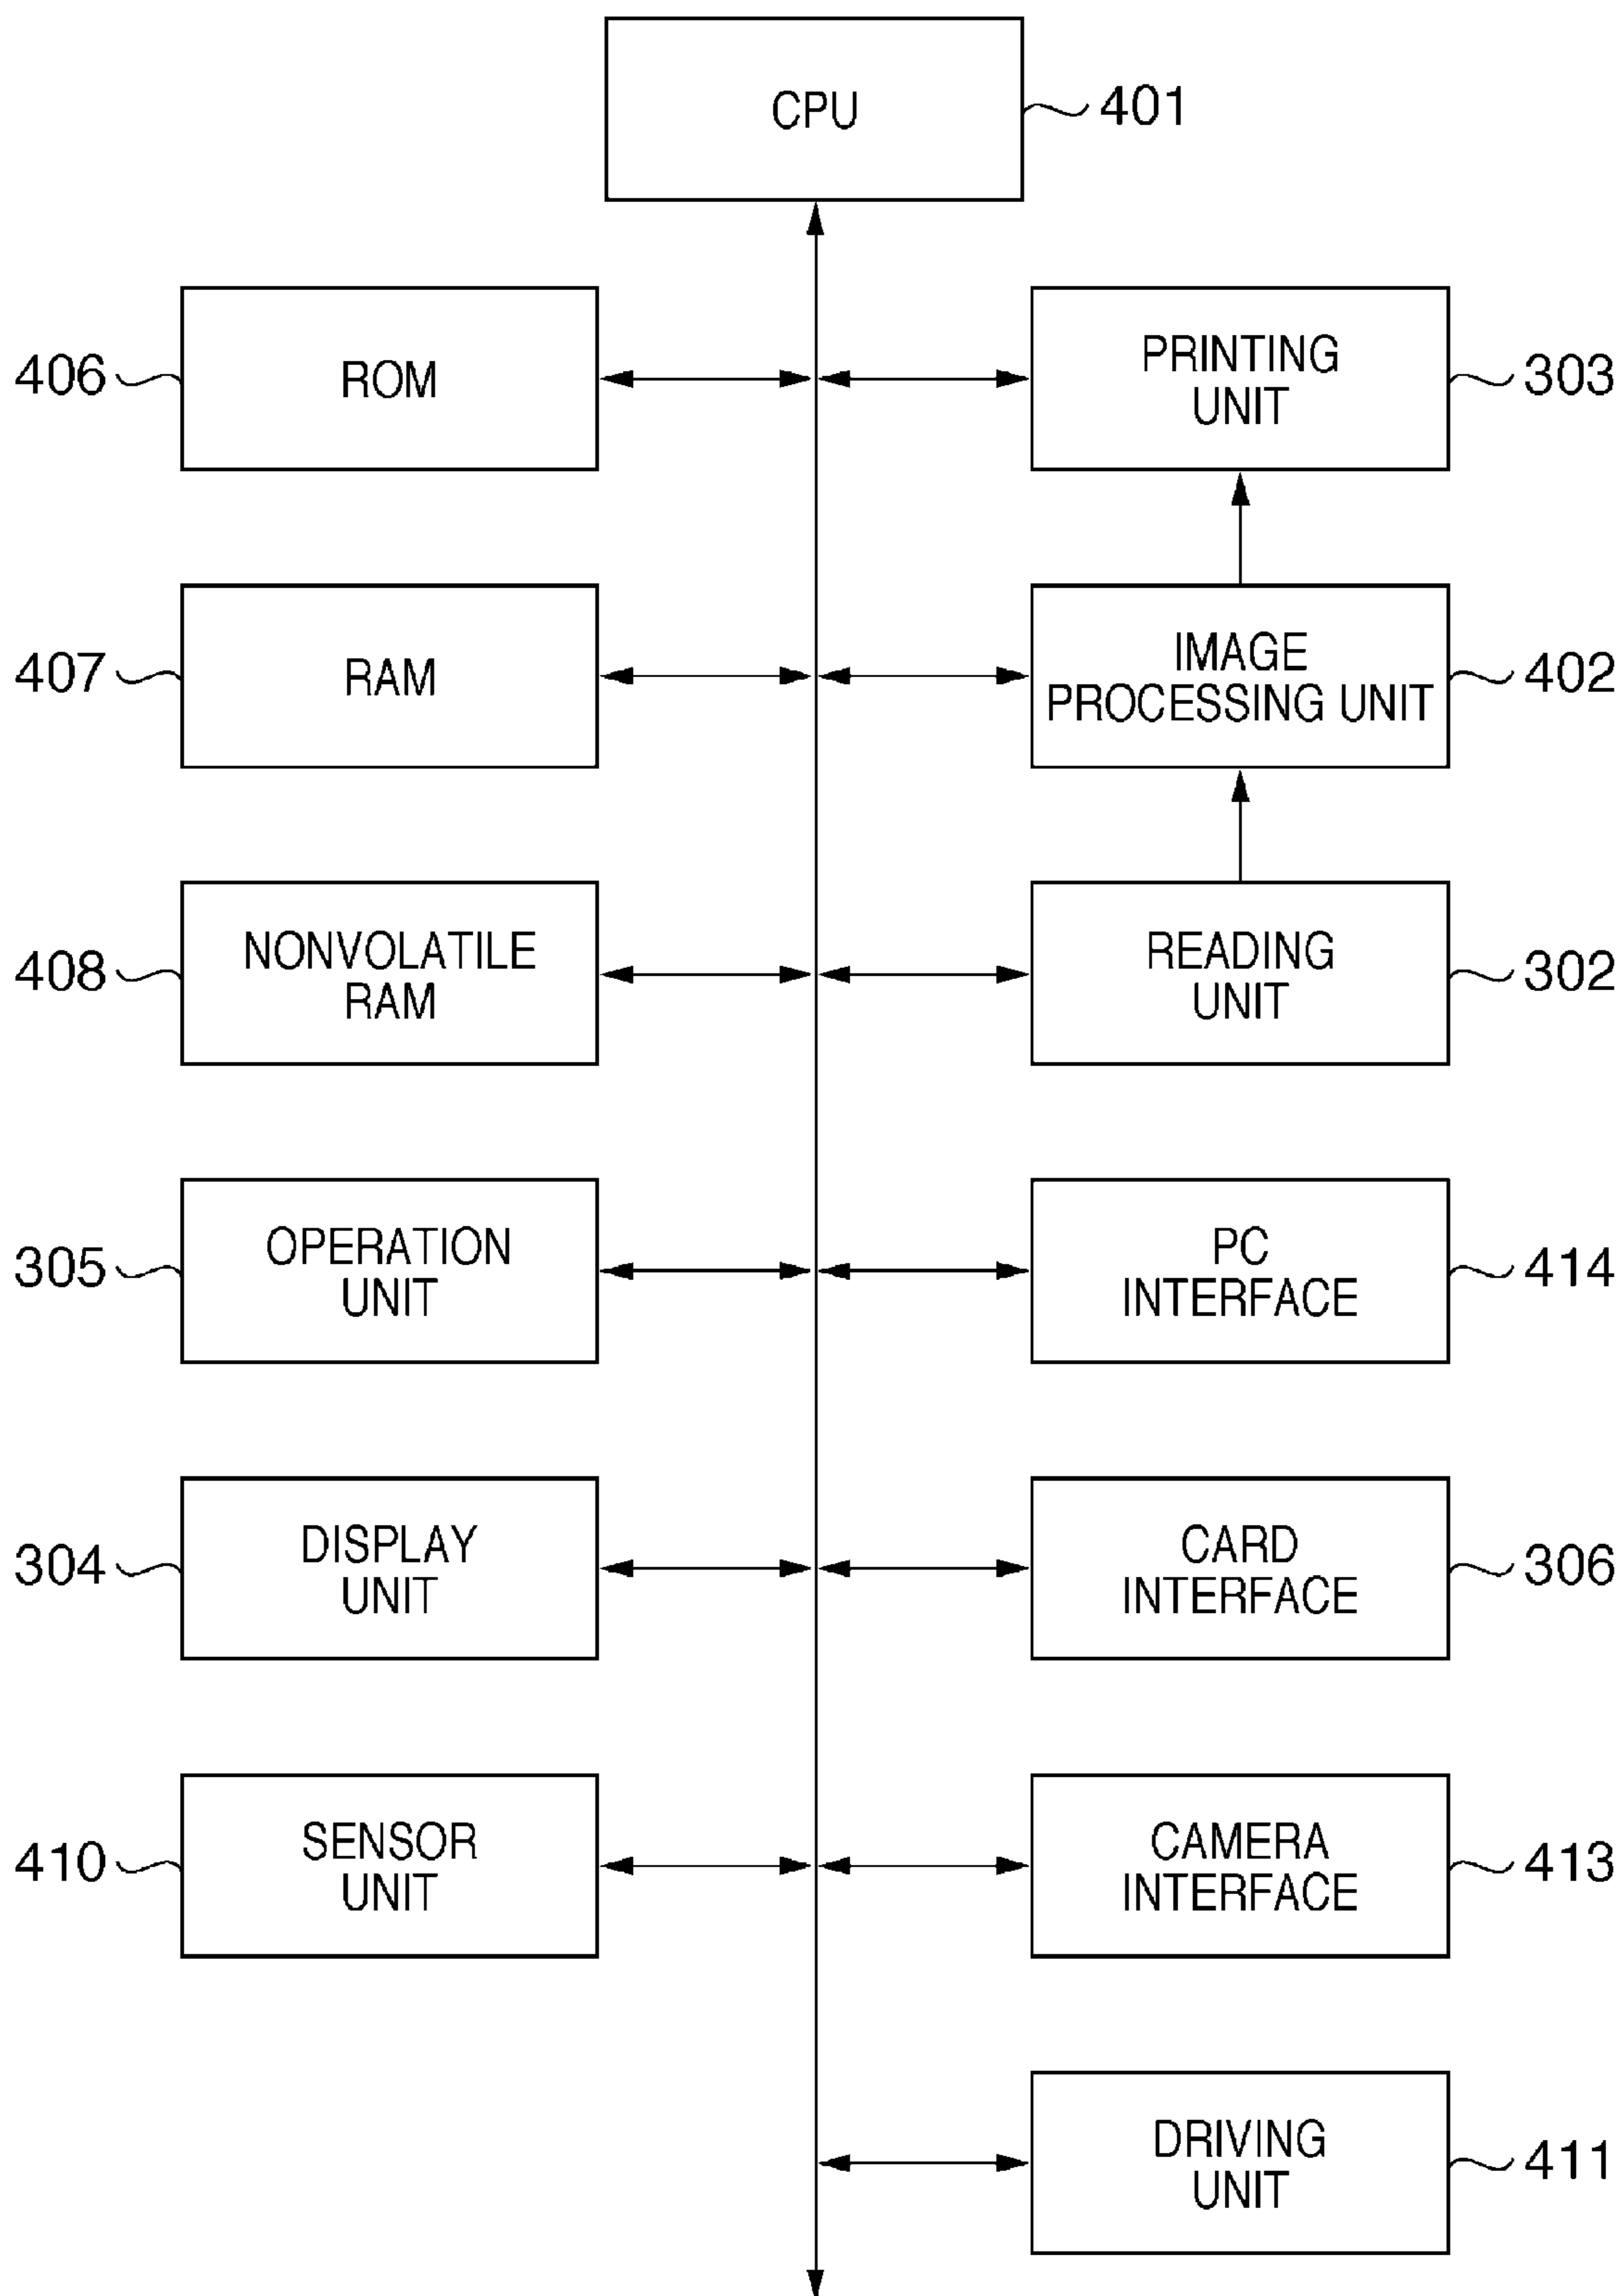 CPU
401
406
ROM
PRINTING
UNIT
303
407
RAM
IMAGE
PROCESSING UNIT
402
408
NONVOLATILE
RAM
READING
UNIT
302
305
OPERATION
UNIT
PC
INTERFACE
414
304
DISPLAY
UNIT
CARD
INTERFACE
306
410
SENSOR
UNIT
CAMERA
INTERFACE
413
DRIVING
UNIT
411